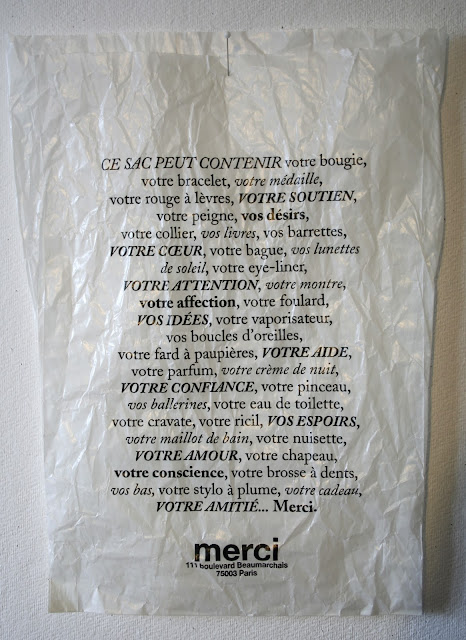 CE SAC PEUT CONTENIR votre bougie,
votre bracelet, votre médaille,
votre rouge à lèvres, VOTRE SOUTIEN,
votre peigne, vos désirs,
votre collier, vos livres, vos barrettes,
VOTRE CŒUR, votre bague, vos lunettes
de soleil, votre eye-liner,
VOTRE ATTENTION, votre montre,
votre affection, votre foulard,
VOS IDÉES, votre vaporisateur,
vos boucles d'oreilles,
votre fard à paupières, VOTRE AIDE,
votre parfum, votre crème de nuit,
VOTRE CONFIANCE, votre pinceau,
vos ballerines, votre eau de toilette,
votre cravate, votre ricil, VOS ESPOIRS,
votre maillot de bain, votre nuisette,
VOTRE AMOUR, votre chapeau,
votre conscience, votre brosse à dents,
vos bas, votre stylo à plume, votre cadeau,
VOTRE AMITIÉ... Merci.
merci
111 boulevard Beaumarchais
75003 Paris